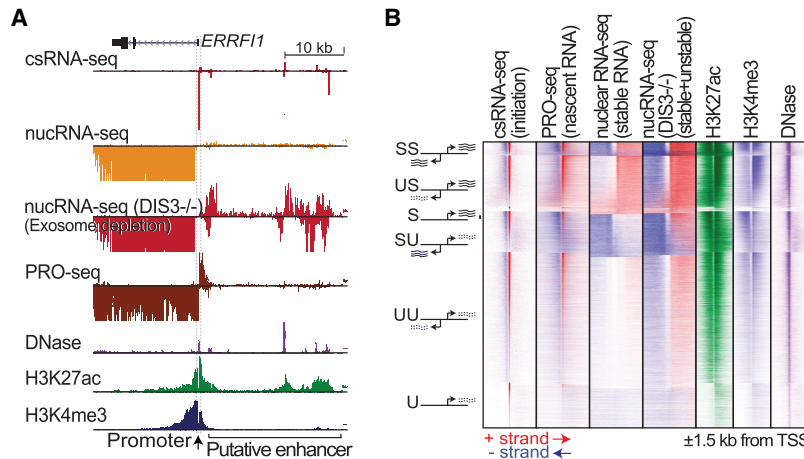 A
ERRFI1
10 kb
csRNA-seq
nucRNA-seq
nucRNA-seq (DIS3-/-)
(Exosome depletion)
PRO-seq
DNase
H3K27ac
H3K4me3
Promoter
Putative enhancer
B
csRNA-seq
(initiation)
PRO-seq
(nascent RNA)
nuclear RNA-seq
(stable RNA)
nucRNA-seq
(DIS3-/-)
(stable+unstable)
H3K27ac
H3K4me3
DNase
SS
US
S
SU
UU
U
+ strand →
- strand ←
±1.5 kb from TSS